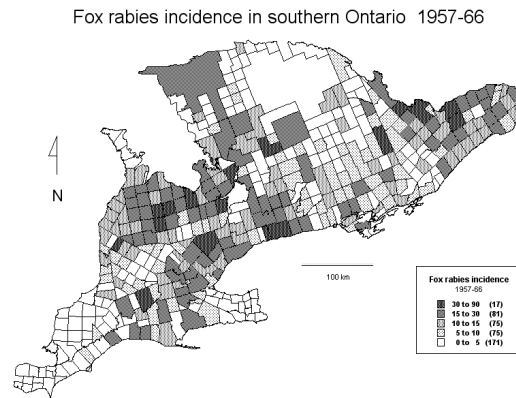 Fox rabies incidence in southern Ontario 1957-66
N
100 km
Fox rabies incidence
1957-66
30 to 90 (17)
15 to 30 (81)
10 to 15 (75)
5 to 10 (75)
0 to 5 (171)